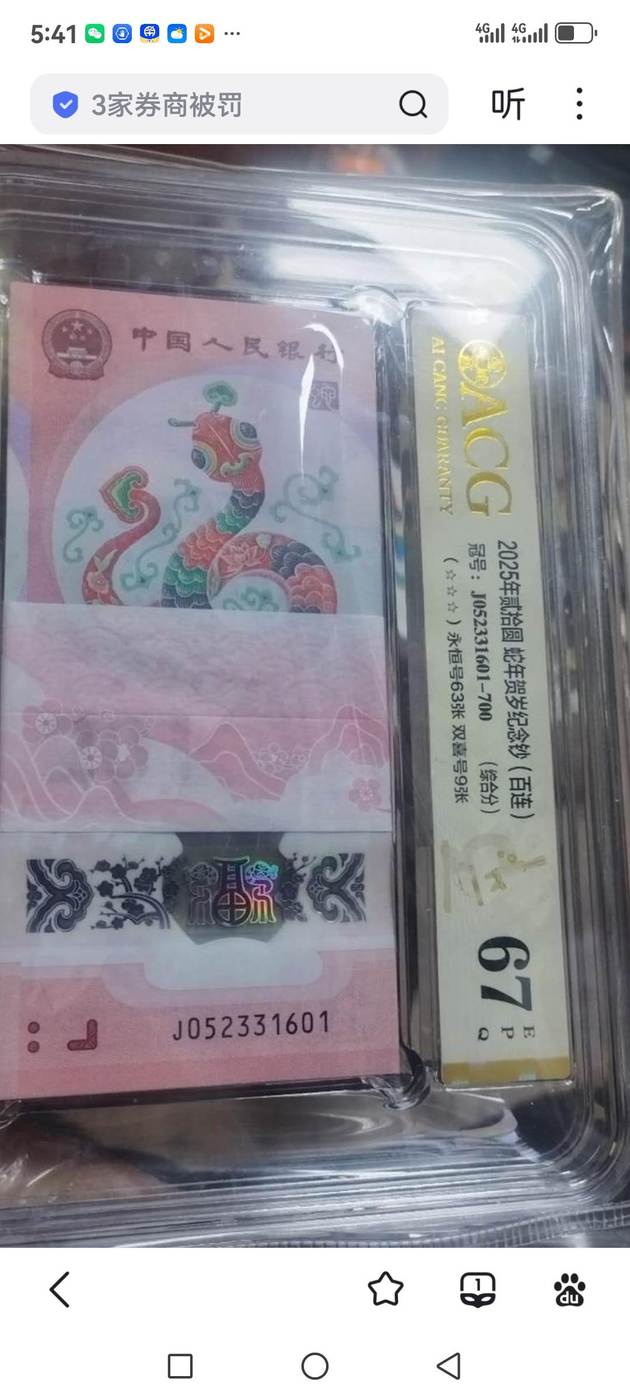 5:41
4G 4G
3家券商被罚
听
中国人民银行
J052331601
ACG
AI CANG GUARANTY
2025年贰拾圆 蛇年贺岁纪念钞（百连）
冠号：J052331601-700 （综合分）
（☆☆☆）永恒号63张 双喜号9张
67
E
P
Q
1
du